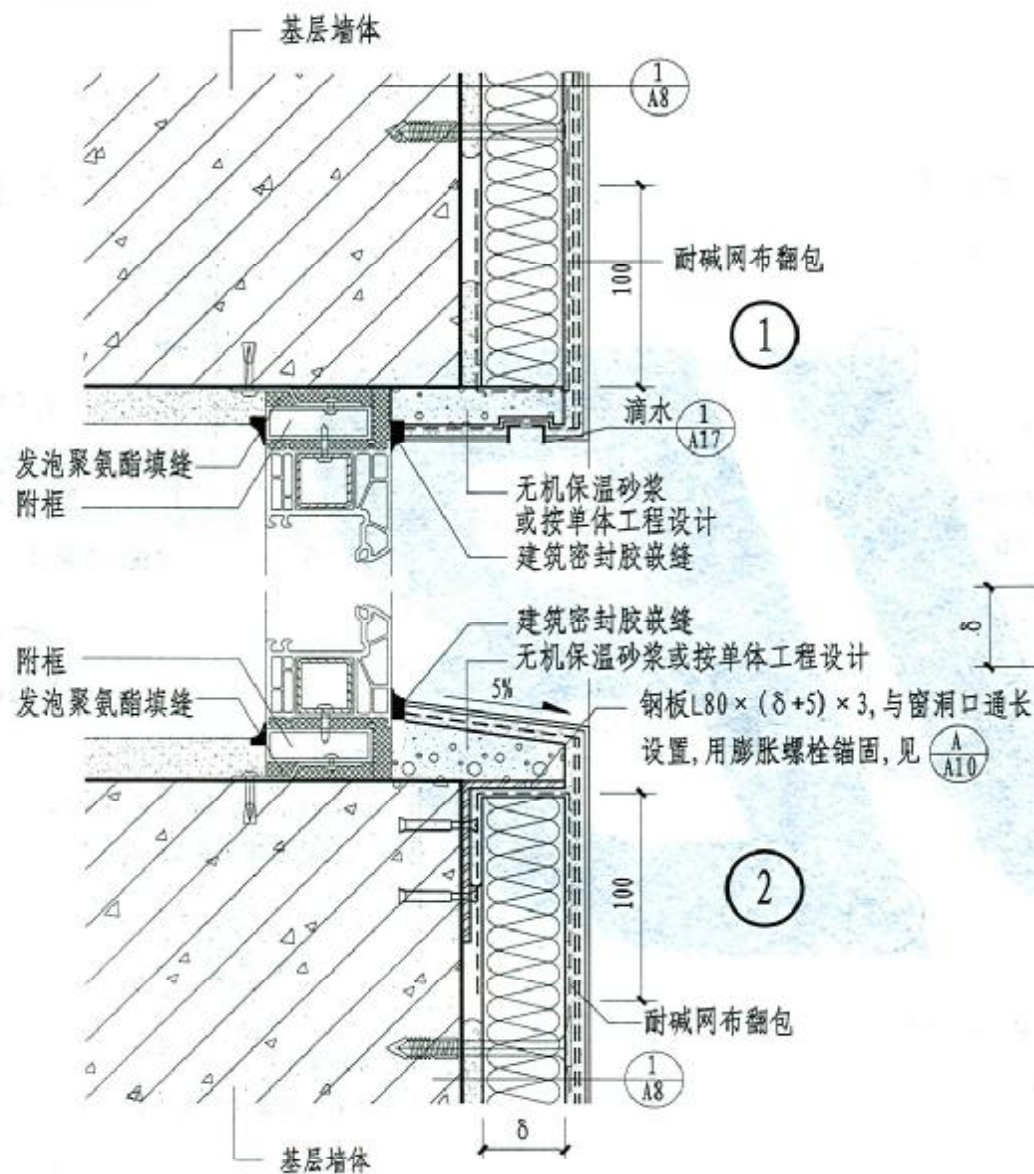 基层墙体
1
A8
耐碱网布翻包
100
1
滴水
1
A17
发泡聚氨酯填缝
附框
无机保温砂浆
或按单体工程设计
建筑密封胶嵌缝
建筑密封胶嵌缝
无机保温砂浆或按单体工程设计
δ
附框
发泡聚氨酯填缝
5%
钢板L80×(δ+5)×3,与窗洞口通长
设置,用膨胀螺栓锚固,见
A
A10
100
2
耐碱网布翻包
1
A8
δ
基层墙体